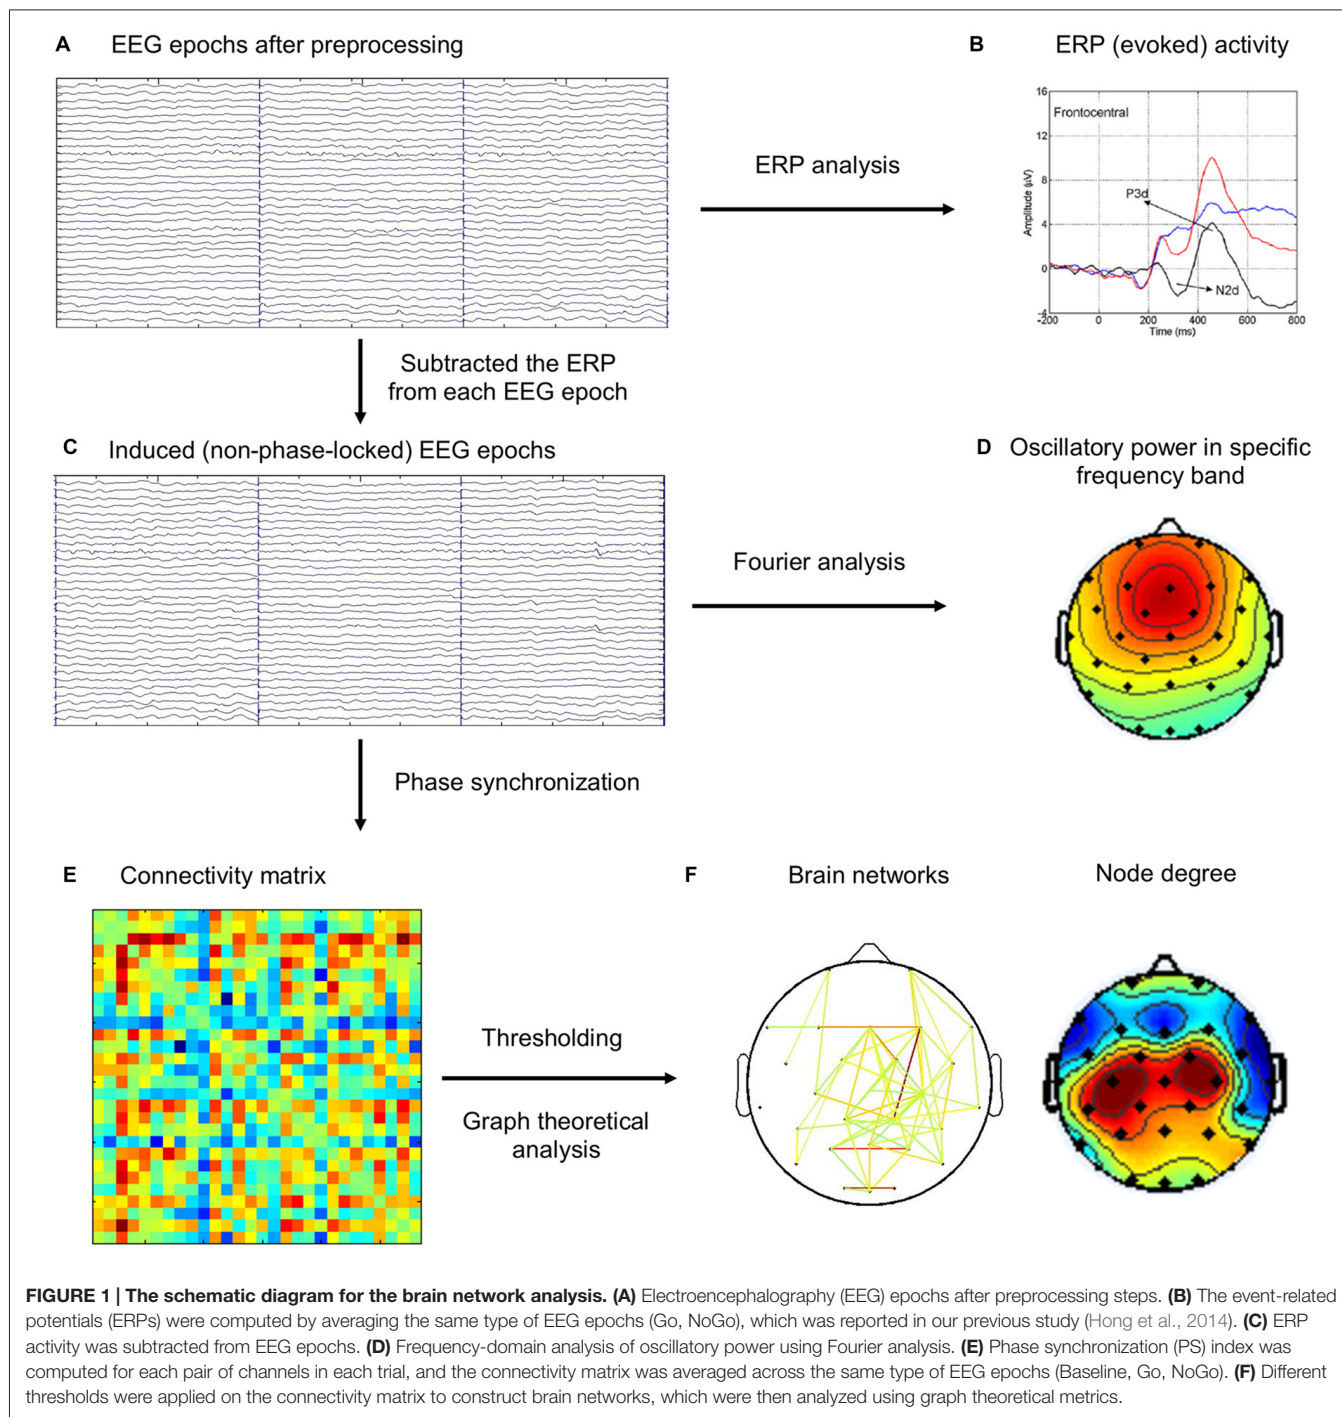 A EEG epochs after preprocessing
B ERP (evoked) activity
16
12
8
4
0
-4
Amplitude (µV)
Frontocentral
P3d
N2d
-200 0 200 400 600 800
Time (ms)
ERP analysis
Subtracted the ERP
from each EEG epoch
C Induced (non-phase-locked) EEG epochs
D Oscillatory power in specific
frequency band
Fourier analysis
Phase synchronization
E Connectivity matrix
F Brain networks Node degree
Thresholding
Graph theoretical
analysis
FIGURE 1 | The schematic diagram for the brain network analysis. (A) Electroencephalography (EEG) epochs after preprocessing steps. (B) The event-related
potentials (ERPs) were computed by averaging the same type of EEG epochs (Go, NoGo), which was reported in our previous study (Hong et al., 2014). (C) ERP
activity was subtracted from EEG epochs. (D) Frequency-domain analysis of oscillatory power using Fourier analysis. (E) Phase synchronization (PS) index was
computed for each pair of channels in each trial, and the connectivity matrix was averaged across the same type of EEG epochs (Baseline, Go, NoGo). (F) Different
thresholds were applied on the connectivity matrix to construct brain networks, which were then analyzed using graph theoretical metrics.